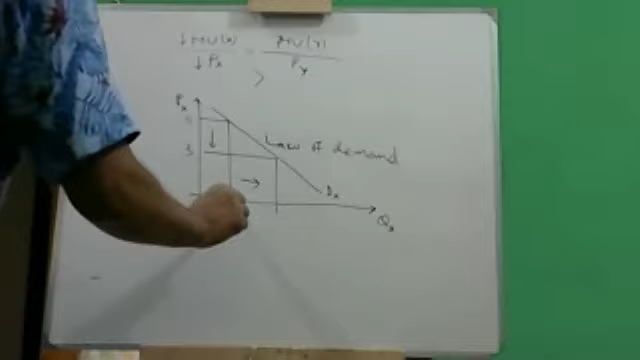 ↓ MU(x) = MU(y)
↓ Px > Py
Px
Law of demand
3
Dx
Qx